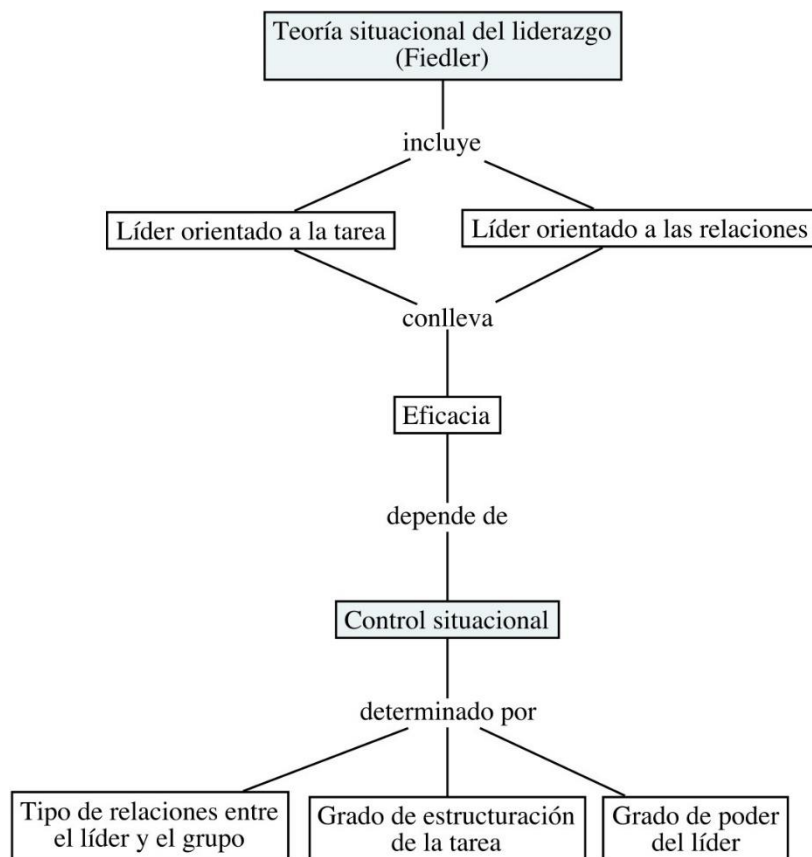 Teoría situacional del liderazgo
(Fiedler)
incluye
Líder orientado a la tarea
Líder orientado a las relaciones
conlleva
Eficacia
depende de
Control situacional
determinado por
Tipo de relaciones entre
el líder y el grupo
Grado de estructuración
de la tarea
Grado de poder
del líder